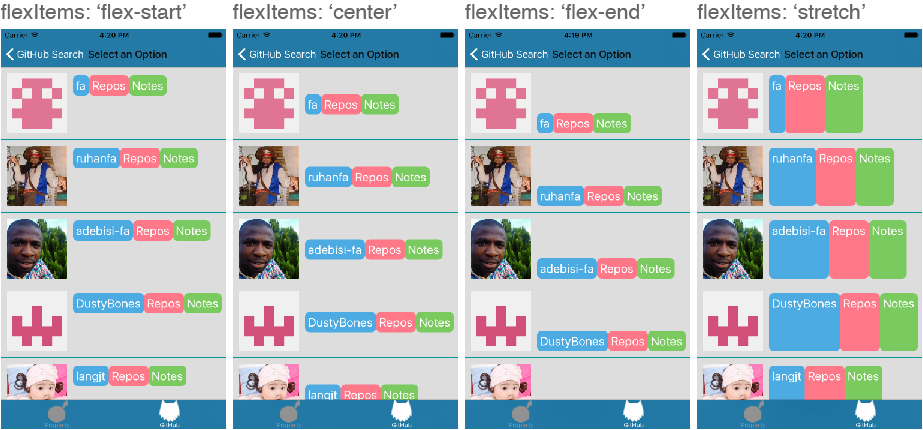 flexItems: ‘flex-start’
Carrier 4:20 PM
GitHub Search Select an Option
fa Repos Notes
ruhanfa Repos Notes
adebisi-fa Repos Notes
DustyBones Repos Notes
langjt Repos Notes
GitHub
flexItems: ‘center’
Carrier 4:20 PM
GitHub Search Select an Option
fa Repos Notes
ruhanfa Repos Notes
adebisi-fa Repos Notes
DustyBones Repos Notes
langjt Repos Notes
GitHub
flexItems: ‘flex-end’
Carrier 4:19 PM
GitHub Search Select an Option
fa Repos Notes
ruhanfa Repos Notes
adebisi-fa Repos Notes
DustyBones Repos Notes
GitHub
flexItems: ‘stretch’
Carrier 4:20 PM
GitHub Search Select an Option
fa Repos Notes
ruhanfa Repos Notes
adebisi-fa Repos Notes
DustyBones Repos Notes
langjt Repos Notes
GitHub